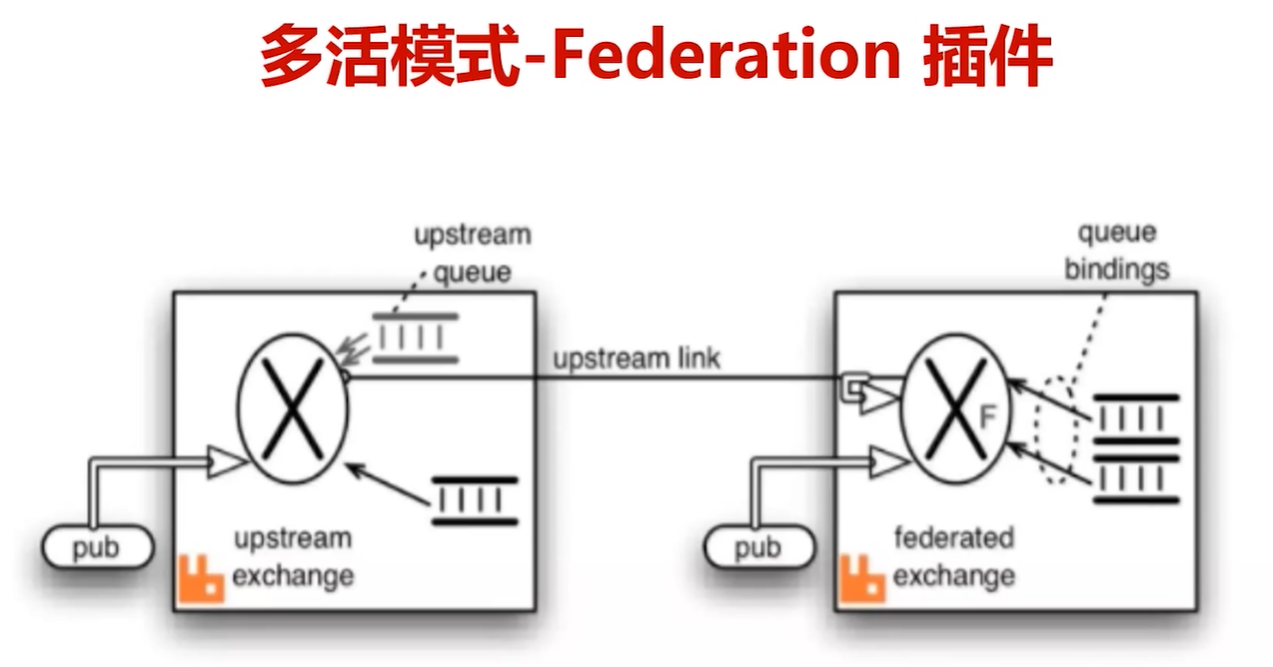 多活模式-Federation 插件
upstream
queue
queue
bindings
upstream link
F
pub
upstream
exchange
pub
federated
exchange